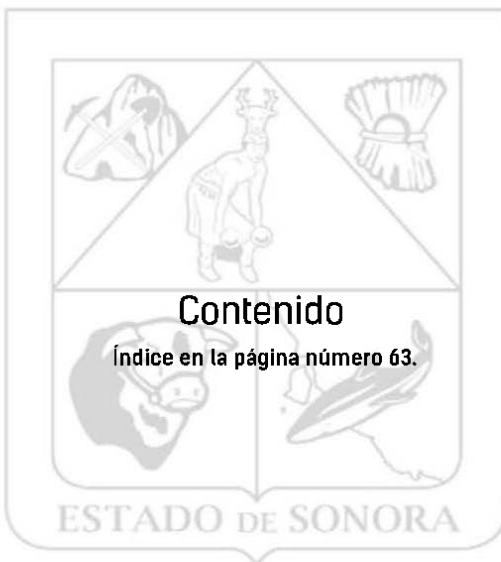 Contenido
Índice en la página número 63.
ESTADO DE SONORA